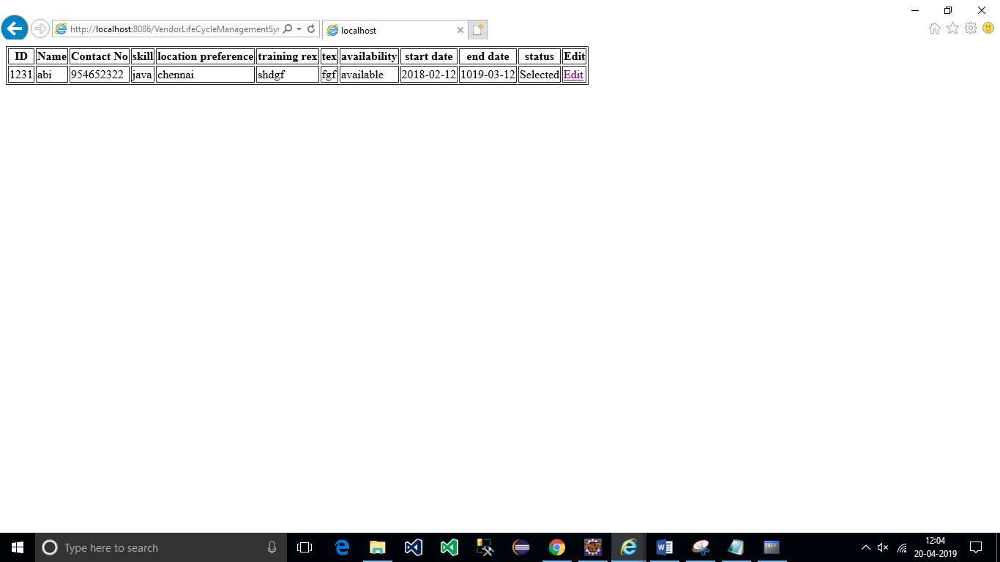 http://localhost:8086/VendorLifeCycleManagementSy
localhost
ID Name Contact No skill location preference training rex tex availability start date end date status Edit
1231 abi 954652322 java chennai shdgf fgf available 2018-02-12 1019-03-12 Selected Edit
Type here to search
12:04
20-04-2019